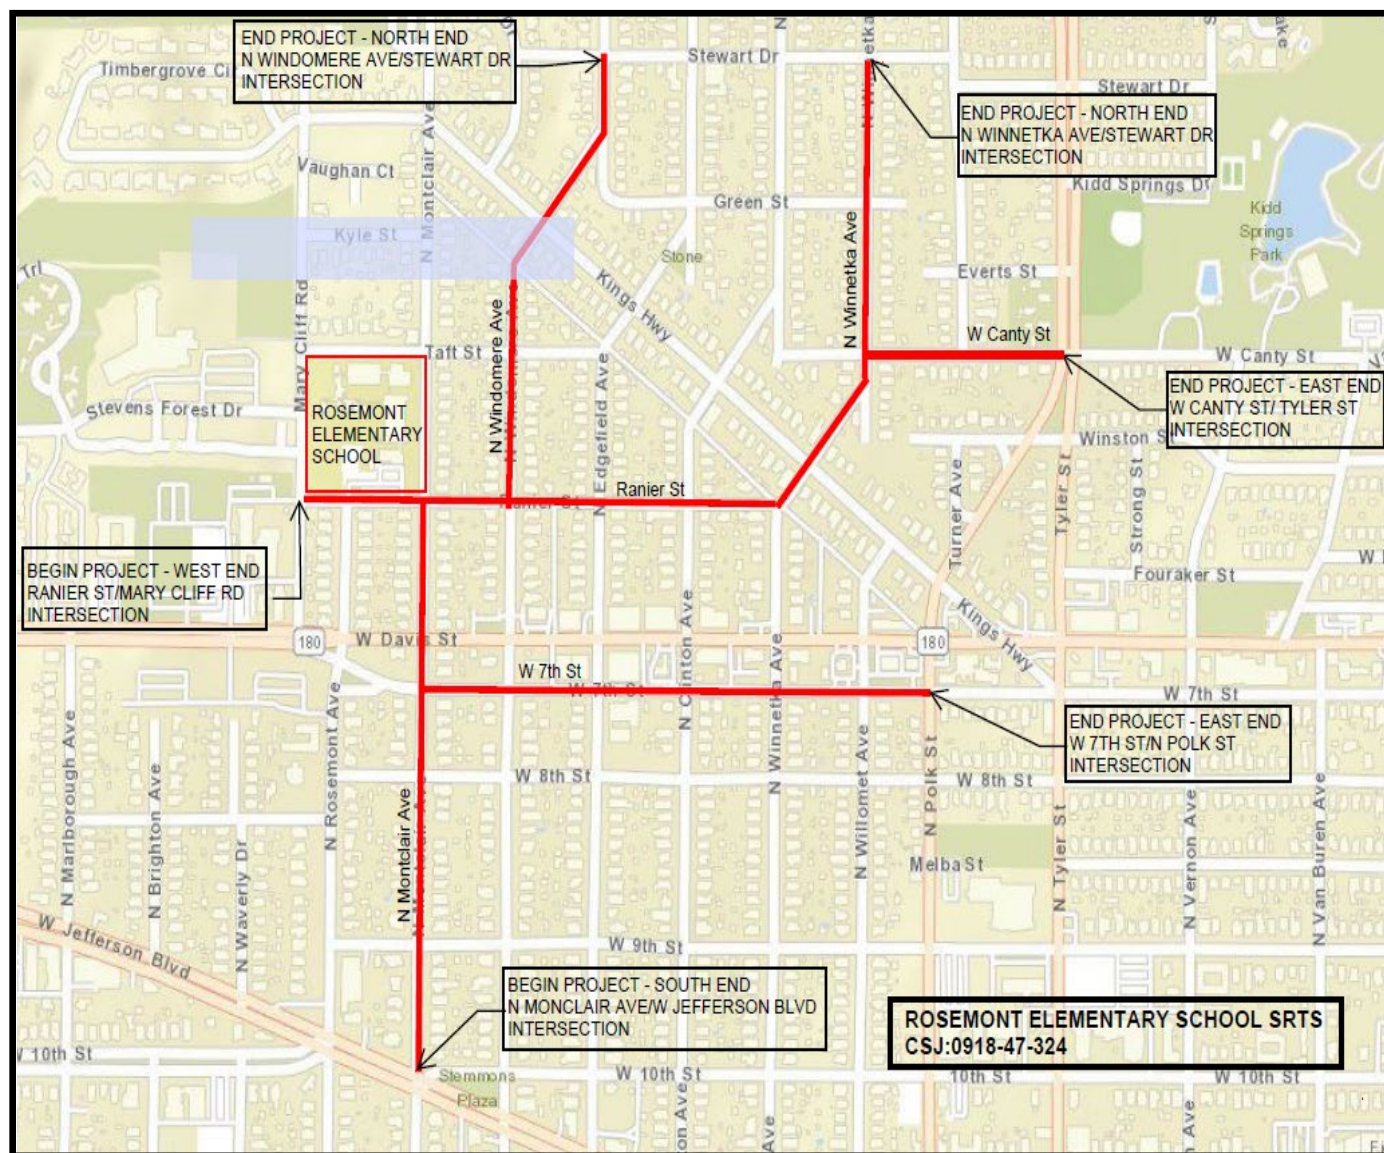 END PROJECT - NORTH END
N WINDOMERE AVE/STEWART DR
INTERSECTION
Stewart Dr
Timbergrove Ci
Stewart Dr
END PROJECT - NORTH END
N WINNETKA AVE/STEWART DR
INTERSECTION
N Montclair Ave
Vaughan Ct
Kidd Springs Dr
Green St
Kidd
Springs
Park
Kyle St
Stone
Trl
Everts St
Kings Hwy
N Winnetka Ave
Mary Cliff Rd
N Windomere Ave
W Canty St
Taft St
W Canty St
END PROJECT - EAST END
W CANTY ST/ TYLER ST
INTERSECTION
ROSEMONT
ELEMENTARY
SCHOOL
Stevens Forest Dr
N Edgefield Ave
Winston S
Ranier St
Turner Ave
Tyler St
Strong St
BEGIN PROJECT - WEST END
RANIER ST/MARY CLIFF RD
INTERSECTION
Fouraker St
Kings Hwy
180
W Davis St
180
W 7th St
W 7th St
W 7th St
N Clinton Ave
N Winnetka Ave
END PROJECT - EAST END
W 7TH ST/N POLK ST
INTERSECTION
N Marlborough Ave
N Brighton Ave
N Rosemont Ave
W 8th St
W 8th St
N Willomet Ave
N Polk St
N Tyler St
N Vernon Ave
N Van Buren Ave
N Montclair Ave
Melba St
N Waverly Dr
W Jefferson Blvd
W 9th St
BEGIN PROJECT - SOUTH END
N MONCLAIR AVE/W JEFFERSON BLVD
INTERSECTION
ROSEMONT ELEMENTARY SCHOOL SRTS
CSJ:0918-47-324
W 10th St
Stemmons
Plaza
W 10th St
10th St
W 10th St